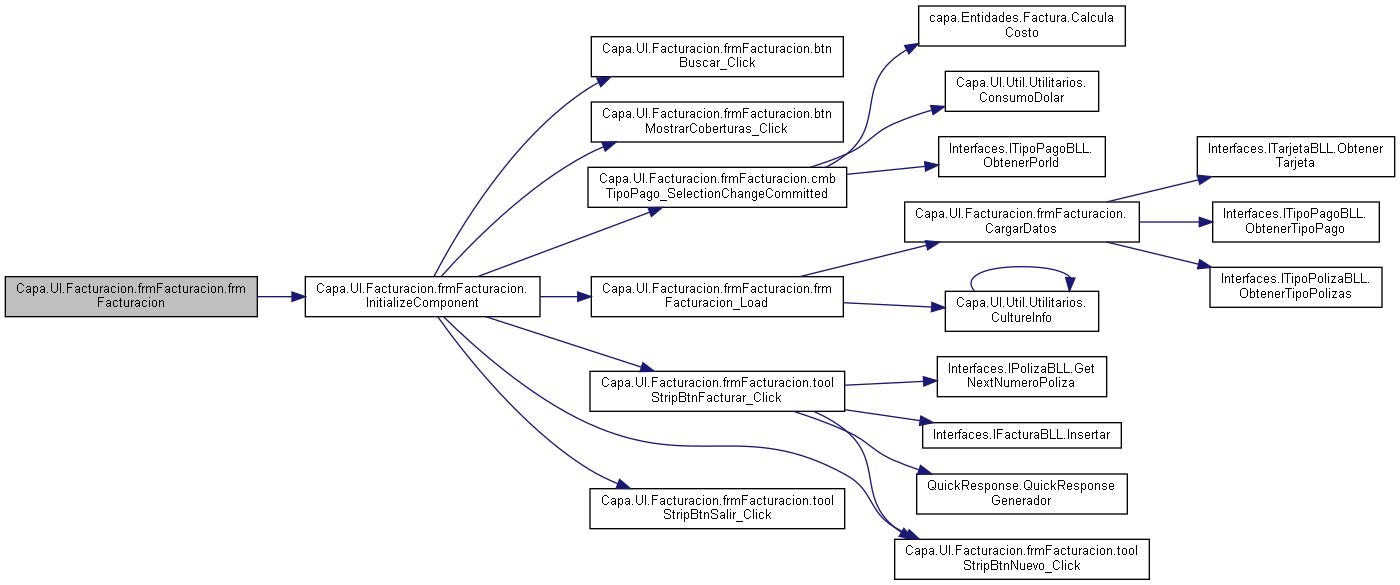 capa.Entidades.Factura.Calcula
Costo
Capa.UI.Facturacion.frmFacturacion.btn
Buscar_Click
Capa.UI.Util.Utilitarios.
ConsumoDolar
Capa.UI.Facturacion.frmFacturacion.btn
MostrarCoberturas_Click
Interfaces.ITipoPagoBLL.
ObtenerPorId
Interfaces.ITarjetaBLL.Obtener
Tarjeta
Capa.UI.Facturacion.frmFacturacion.cmb
TipoPago_SelectionChangeCommitted
Capa.UI.Facturacion.frmFacturacion.
CargarDatos
Interfaces.ITipoPagoBLL.
ObtenerTipoPago
Capa.UI.Facturacion.frmFacturacion.frm
Facturacion
Capa.UI.Facturacion.frmFacturacion.
InitializeComponent
Capa.UI.Facturacion.frmFacturacion.frm
Facturacion_Load
Capa.UI.Util.Utilitarios.
CultureInfo
Interfaces.ITipoPolizaBLL.
ObtenerTipoPolizas
Capa.UI.Facturacion.frmFacturacion.tool
StripBtnFacturar_Click
Interfaces.IPolizaBLL.Get
NextNumeroPoliza
Interfaces.IFacturaBLL.Insertar
QuickResponse.QuickResponse
Generador
Capa.UI.Facturacion.frmFacturacion.tool
StripBtnSalir_Click
Capa.UI.Facturacion.frmFacturacion.tool
StripBtnNuevo_Click